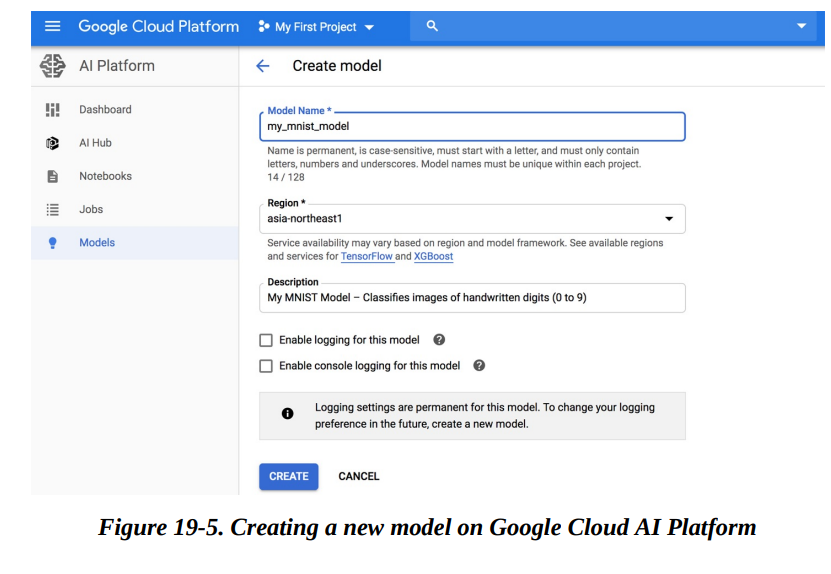 Google Cloud Platform
My First Project
AI Platform
Create model
Dashboard
AI Hub
Notebooks
Jobs
Models
Model Name *
my_mnist_model
Name is permanent, is case-sensitive, must start with a letter, and must only contain
letters, numbers and underscores. Model names must be unique within each project.
14 / 128
Region *
asia-northeast1
Service availability may vary based on region and model framework. See available regions
and services for TensorFlow and XGBoost
Description
My MNIST Model – Classifies images of handwritten digits (0 to 9)
Enable logging for this model ?
Enable console logging for this model ?
Logging settings are permanent for this model. To change your logging
preference in the future, create a new model.
CREATE CANCEL
Figure 19-5. Creating a new model on Google Cloud AI Platform